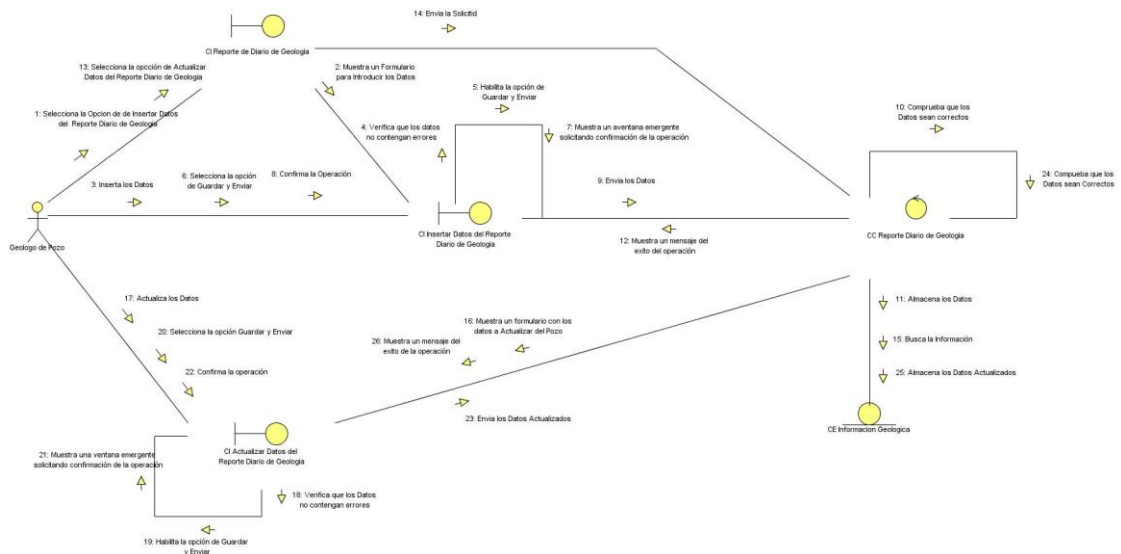 14: Envia la Solicitid
CI Reporte de Diario de Geologia
13: Selecciona la opcción de Actualizar
Datos del Reporte Diario de Geologia
2: Muestra un Formulario
para Introducir los Datos
5: Habilita la opción de
Guardar y Enviar
10: Comprueba que los
Datos sean correctos
1: Selecciona la Opcion de de Insertar Datos
del Reporte Diario de Geologia
4: Verifica que los datos
no contengan errores
7: Muestra un aventana emergente
solicitando confirmación de la operación
3: Inserta los Datos
6: Selecciona la opción
de Guardar y Enviar
8: Confirma la Operación
9: Envia los Datos
24: Compueba que los
Datos sean Correctos
Geologo de Pozo
CI Insertar Datos del Reporte
Diario de Geologia
12: Muestra un mensaje del
exito del operación
CC Reporte Diario de Geologia
17: Actualiza los Datos
11: Almacena los Datos
16: Muestra un formulario con los
datos a Actualizar del Pozo
20: Selecciona la opción Guardar y Enviar
26: Muestra un mensaje del
exito de la operación
15: Busca la Información
22: Confirma la operación
25: Almacena los Datos Actualizados
23: Envia los Datos Actualizados
CE Informacion Geologica
21: Muestra una ventana emergente
solicitando confirmación de la operación
CI Actualizar Datos del
Reporte Diario de Geologia
18: Verifica que los Datos
no contengan errores
19: Habilita la opción de Guardar
y Enviar